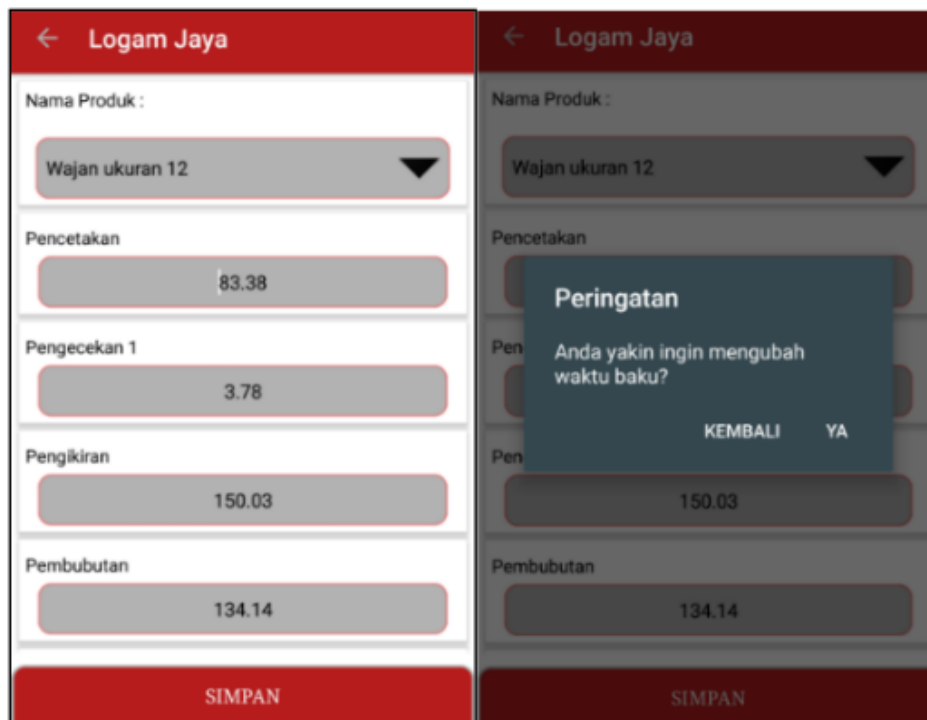 Logam Jaya
Nama Produk :
Wajan ukuran 12
Pencetakan
83.38
Pengecekan 1
3.78
Pengikiran
150.03
Pembubutan
134.14
SIMPAN
Logam Jaya
Nama Produk :
Wajan ukuran 12
Pencetakan
Peringatan
Anda yakin ingin mengubah
waktu baku?
KEMBALI YA
Pen
Pen
150.03
Pembubutan
134.14
SIMPAN